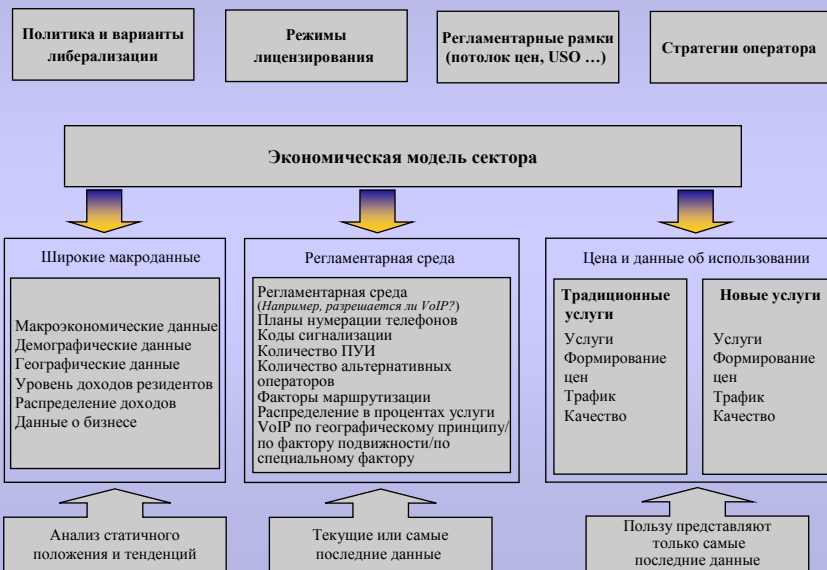 Политика и варианты
либерализации
Режимы
лицензирования
Регламентарные рамки
(потолок цен, USO …)
Стратегии оператора
Экономическая модель сектора
Широкие макроданные
Макроэкономические данные
Демографические данные
Географические данные
Уровень доходов резидентов
Распределение доходов
Данные о бизнесе
Регламентарная среда
Регламентарная среда
(Например, разрешается ли VoIP?)
Планы нумерации телефонов
Коды сигнализации
Количество ПУИ
Количество альтернативных
операторов
Факторы маршрутизации
Распределение в процентах услуги
VoIP по географическому принципу/
по фактору подвижности/по
специальному фактору
Цена и данные об использовании
Традиционные
услуги
Услуги
Формирование
цен
Трафик
Качество
Новые услуги
Услуги
Формирование
цен
Трафик
Качество
Анализ статичного
положения и тенденций
Текущие или самые
последние данные
Пользу представляют
только самые
последние данные